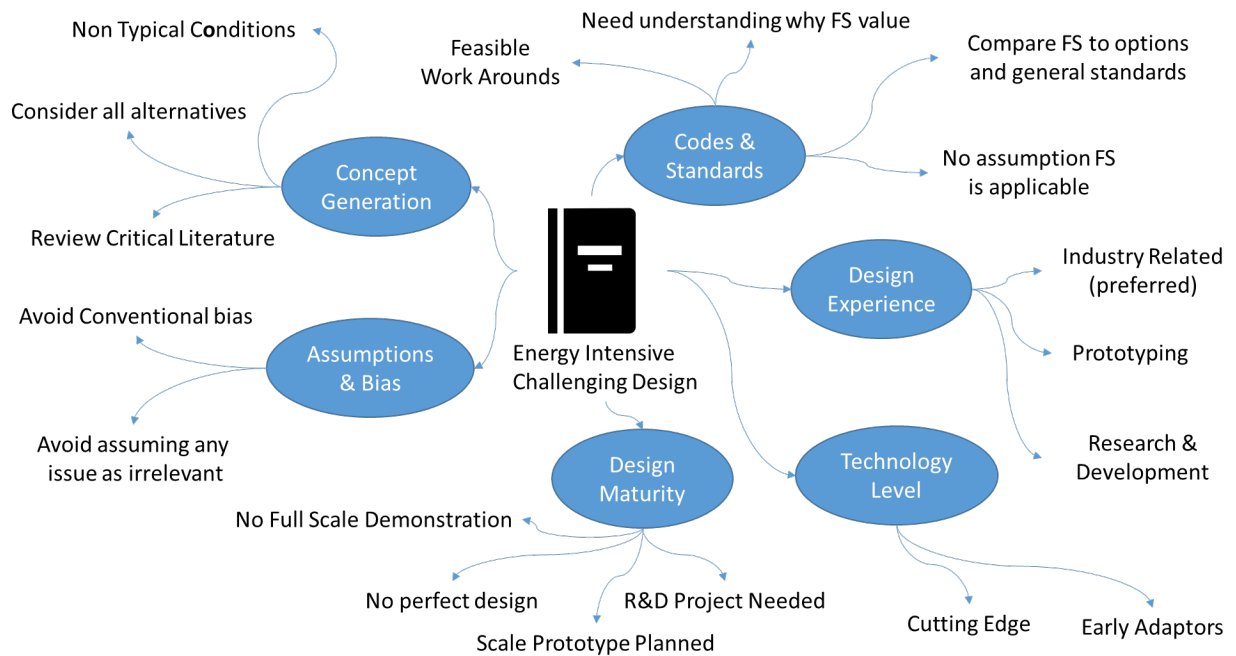 Non Typical Conditions
Consider all alternatives
Review Critical Literature
Concept
Generation
Feasible
Work Arounds
Need understanding why FS value
Compare FS to options
and general standards
No assumption FS
is applicable
Codes &
Standards
Avoid Conventional bias
Avoid assuming any
issue as irrelevant
Assumptions
& Bias
Energy Intensive
Challenging Design
Design
Experience
Industry Related
(preferred)
Prototyping
Research &
Development
Design
Maturity
No Full Scale Demonstration
No perfect design
Scale Prototype Planned
R&D Project Needed
Technology
Level
Cutting Edge
Early Adaptors